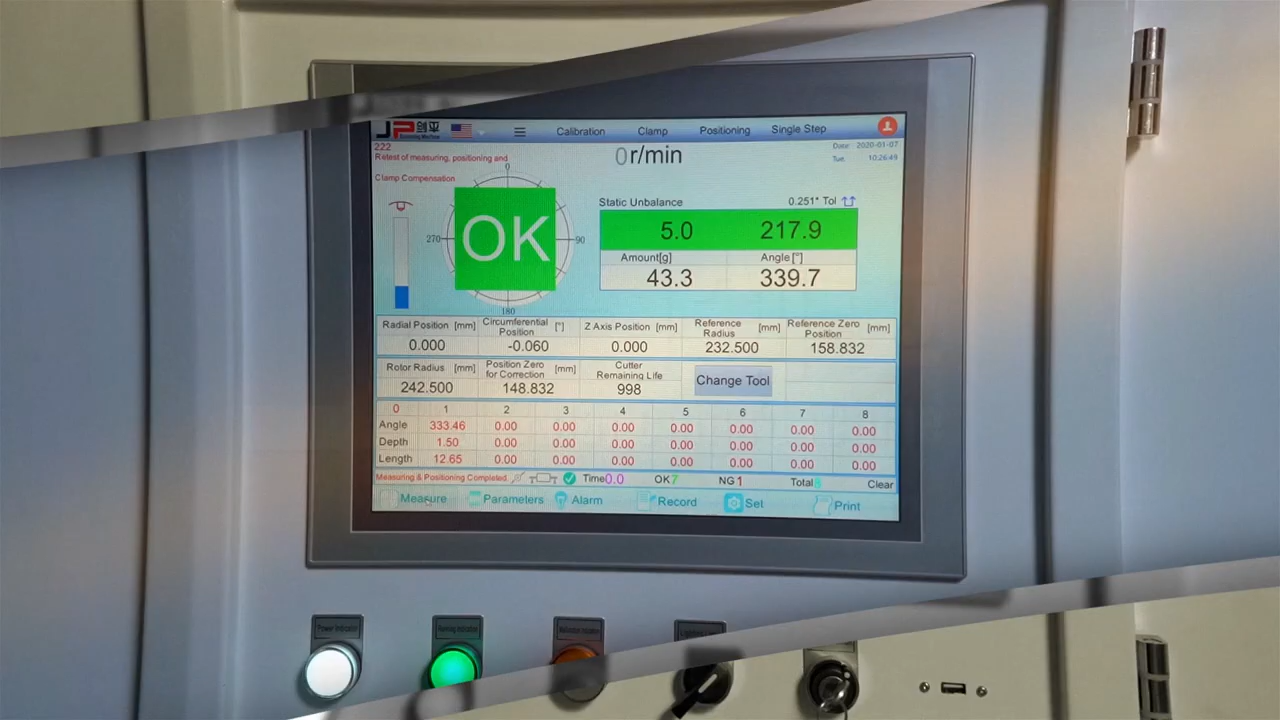 JP 剑平
Calibration Clamp Positioning Single Step
222
Retest of measuring, positioning and
Clamp Compensation
0 r/min
Date: 2020-01-07
Tue. 10:26:49
0
270
90
180
OK
Static Unbalance 0.251* Tol
5.0 217.9
Amount[g] Angle [°]
43.3 339.7
Radial Position [mm] Circumferential Position [°] Z Axis Position [mm] Reference Radius [mm] Reference Zero Position [mm]
0.000 -0.060 0.000 232.500 158.832
Rotor Radius [mm] Position Zero for Correction [mm] Cutter Remaining Life
242.500 148.832 998
Change Tool
0 1 2 3 4 5 6 7 8
Angle 333.46 0.00 0.00 0.00 0.00 0.00 0.00 0.00
Depth 1.50 0.00 0.00 0.00 0.00 0.00 0.00 0.00
Length 12.65 0.00 0.00 0.00 0.00 0.00 0.00 0.00
Measuring & Positioning Completed Time 0.0 OK 7 NG 1 Total 8 Clear
Measure Parameters Alarm Record Set Print
Power Indicator